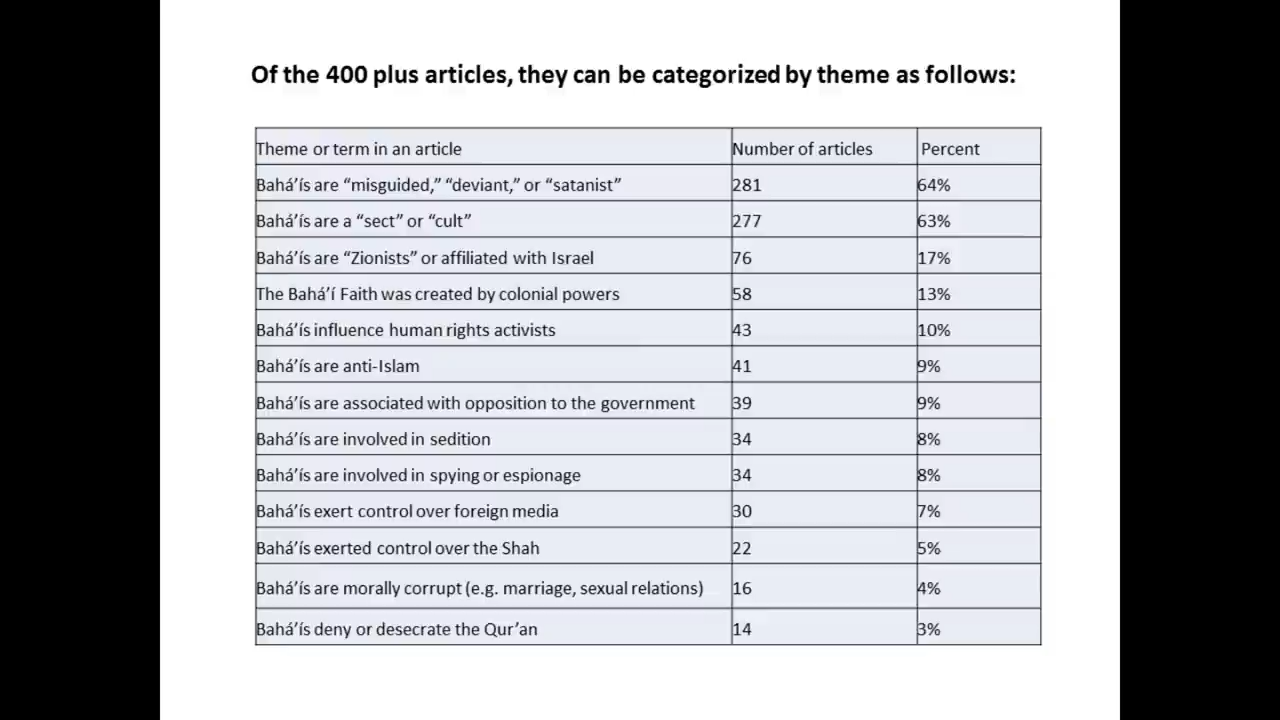 Of the 400 plus articles, they can be categorized by theme as follows:
Theme or term in an article Number of articles Percent
Bahá’ís are “misguided,” “deviant,” or “satanist” 281 64%
Bahá’ís are a “sect” or “cult” 277 63%
Bahá’ís are “Zionists” or affiliated with Israel 76 17%
The Bahá’í Faith was created by colonial powers 58 13%
Bahá’ís influence human rights activists 43 10%
Bahá’ís are anti-Islam 41 9%
Bahá’ís are associated with opposition to the government 39 9%
Bahá’ís are involved in sedition 34 8%
Bahá’ís are involved in spying or espionage 34 8%
Bahá’ís exert control over foreign media 30 7%
Bahá’ís exerted control over the Shah 22 5%
Bahá’ís are morally corrupt (e.g. marriage, sexual relations) 16 4%
Bahá’ís deny or desecrate the Qur’an 14 3%